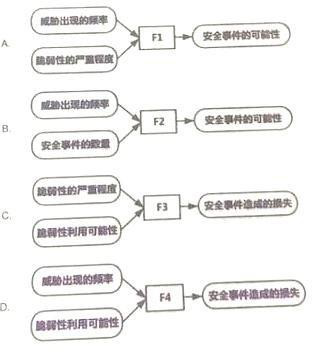 威胁出现的频率
A.
F1
安全事件的可能性
脆弱性的严重程度
威胁出现的频率
B.
F2
安全事件的可能性
安全事件的数量
脆弱性的严重程度
C.
F3
安全事件造成的损失
脆弱性利用可能性
威胁出现的频率
D.
F4
安全事件造成的损失
脆弱性利用可能性